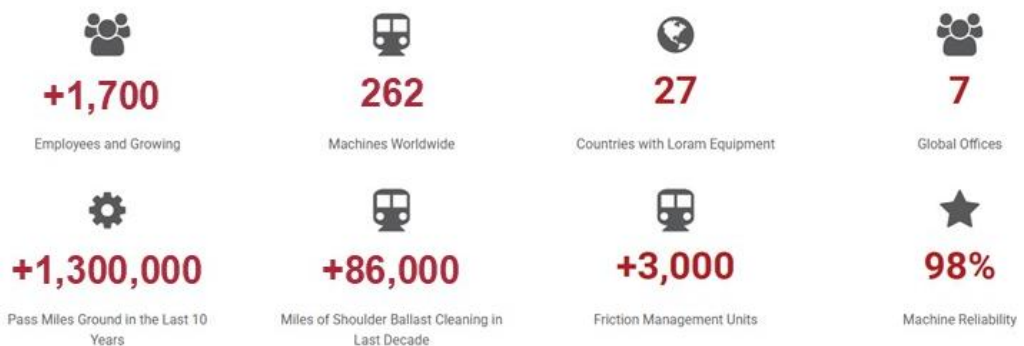 +1,700
262
27
7
Employees and Growing
Machines Worldwide
Countries with Loram Equipment
Global Offices
+1,300,000
+86,000
+3,000
98%
Pass Miles Ground in the Last 10
Years
Miles of Shoulder Ballast Cleaning in
Last Decade
Friction Management Units
Machine Reliability